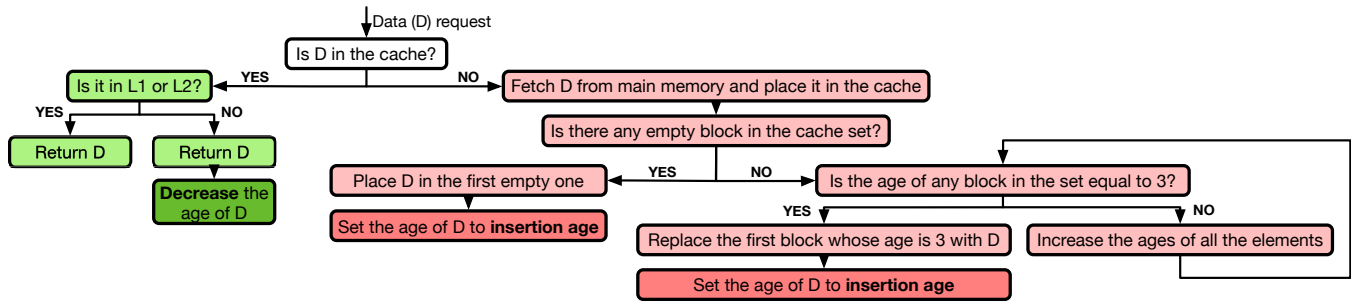 Data (D) request
Is D in the cache?
YES
NO
Is it in L1 or L2?
Fetch D from main memory and place it in the cache
YES
NO
Is there any empty block in the cache set?
Return D
Return D
YES
NO
Decrease the
age of D
Place D in the first empty one
Is the age of any block in the set equal to 3?
Set the age of D to insertion age
YES
NO
Replace the first block whose age is 3 with D
Increase the ages of all the elements
Set the age of D to insertion age